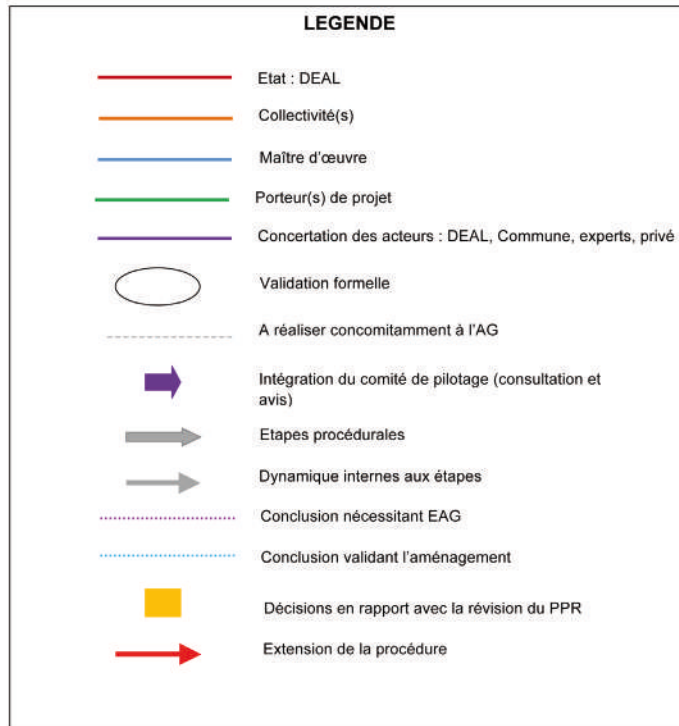 LEGENDE
Etat : DEAL
Collectivité(s)
Maître d'œuvre
Porteur(s) de projet
Concertation des acteurs : DEAL, Commune, experts, privé
Validation formelle
A réaliser concomitamment à l'AG
Intégration du comité de pilotage (consultation et
avis)
Etapes procédurales
Dynamique internes aux étapes
Conclusion nécessitant EAG
Conclusion validant l'aménagement
Décisions en rapport avec la révision du PPR
Extension de la procédure